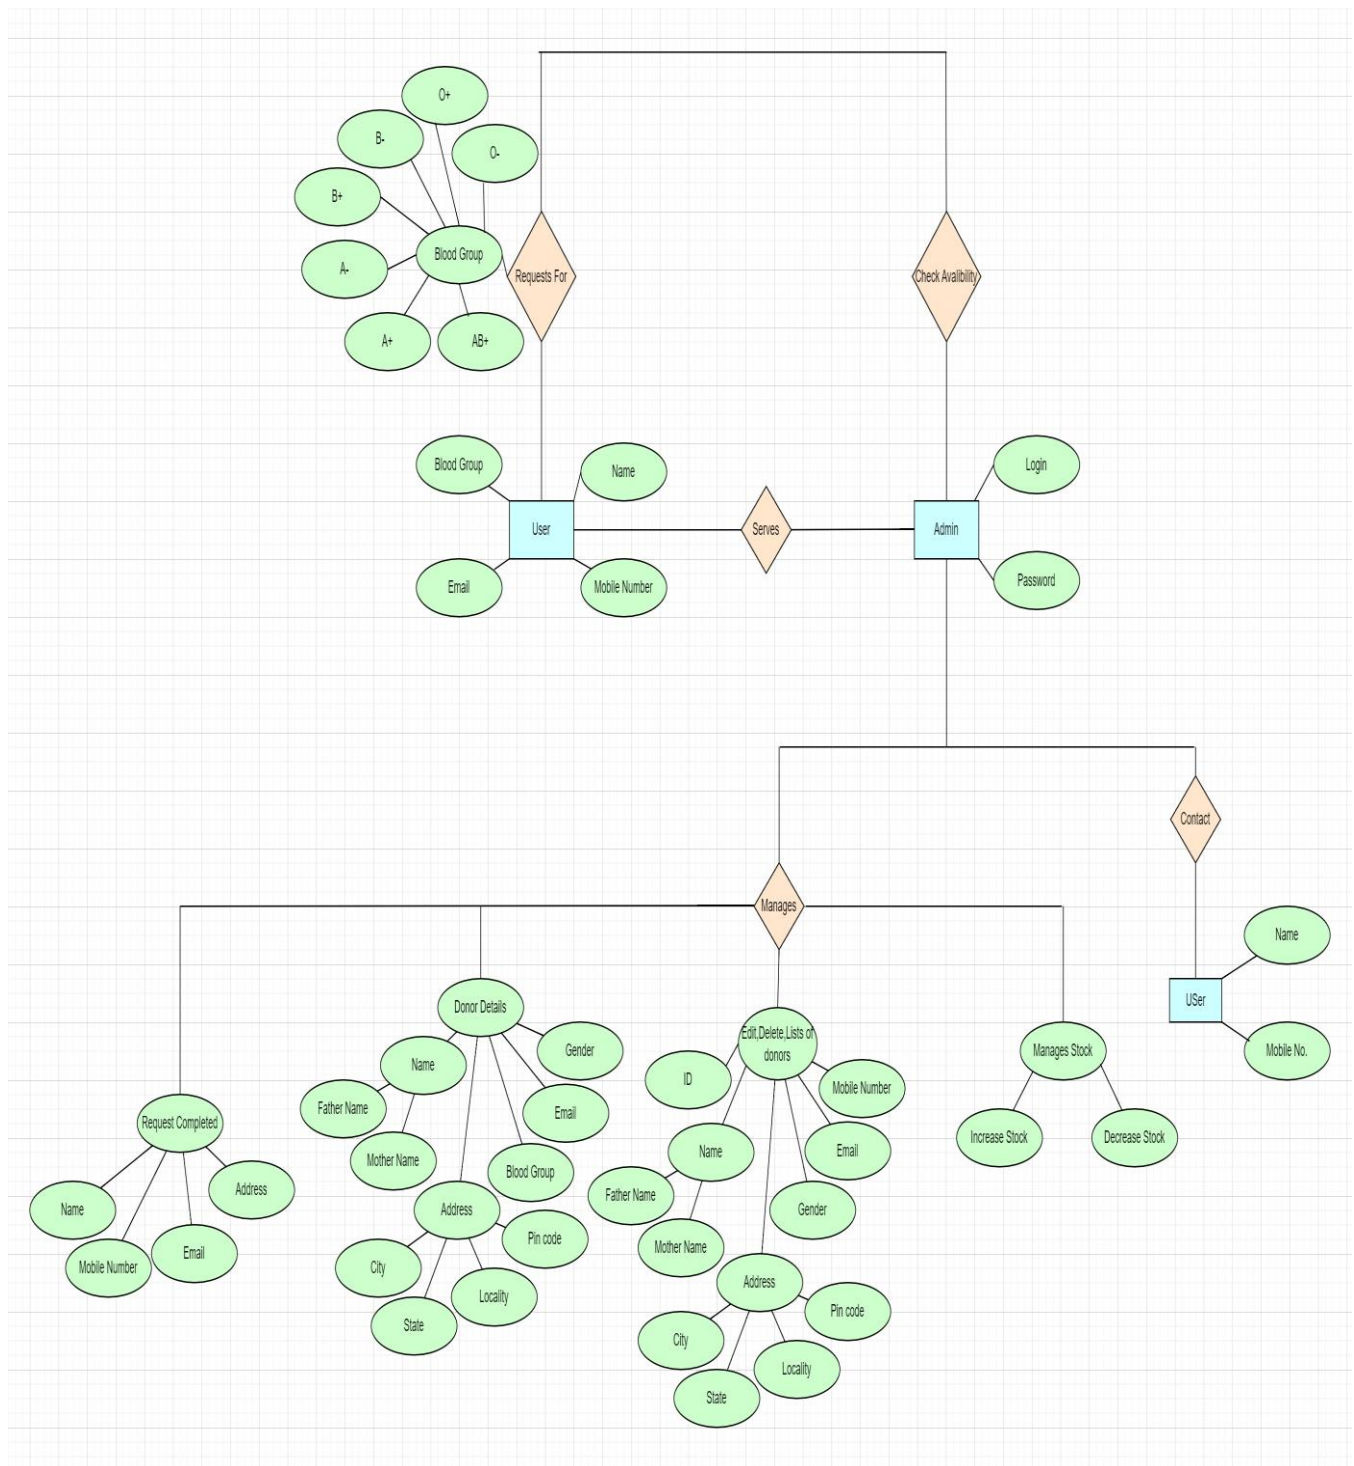 O+
B-
O-
B+
Blood Group
A-
Requests For
Check Avalibility
A+
AB+
Blood Group
Name
Login
User
Serves
Admin
Email
Mobile Number
Password
Contact
Manages
Name
Donor Details
USer
Edit,Delete,Lists of
donors
Gender
Name
Manages Stock
Mobile No.
ID
Mobile Number
Father Name
Email
Request Completed
Increase Stock
Decrease Stock
Name
Email
Mother Name
Blood Group
Address
Father Name
Name
Address
Gender
Pin code
Mother Name
Email
Mobile Number
City
Address
Locality
Pin code
State
City
Locality
State